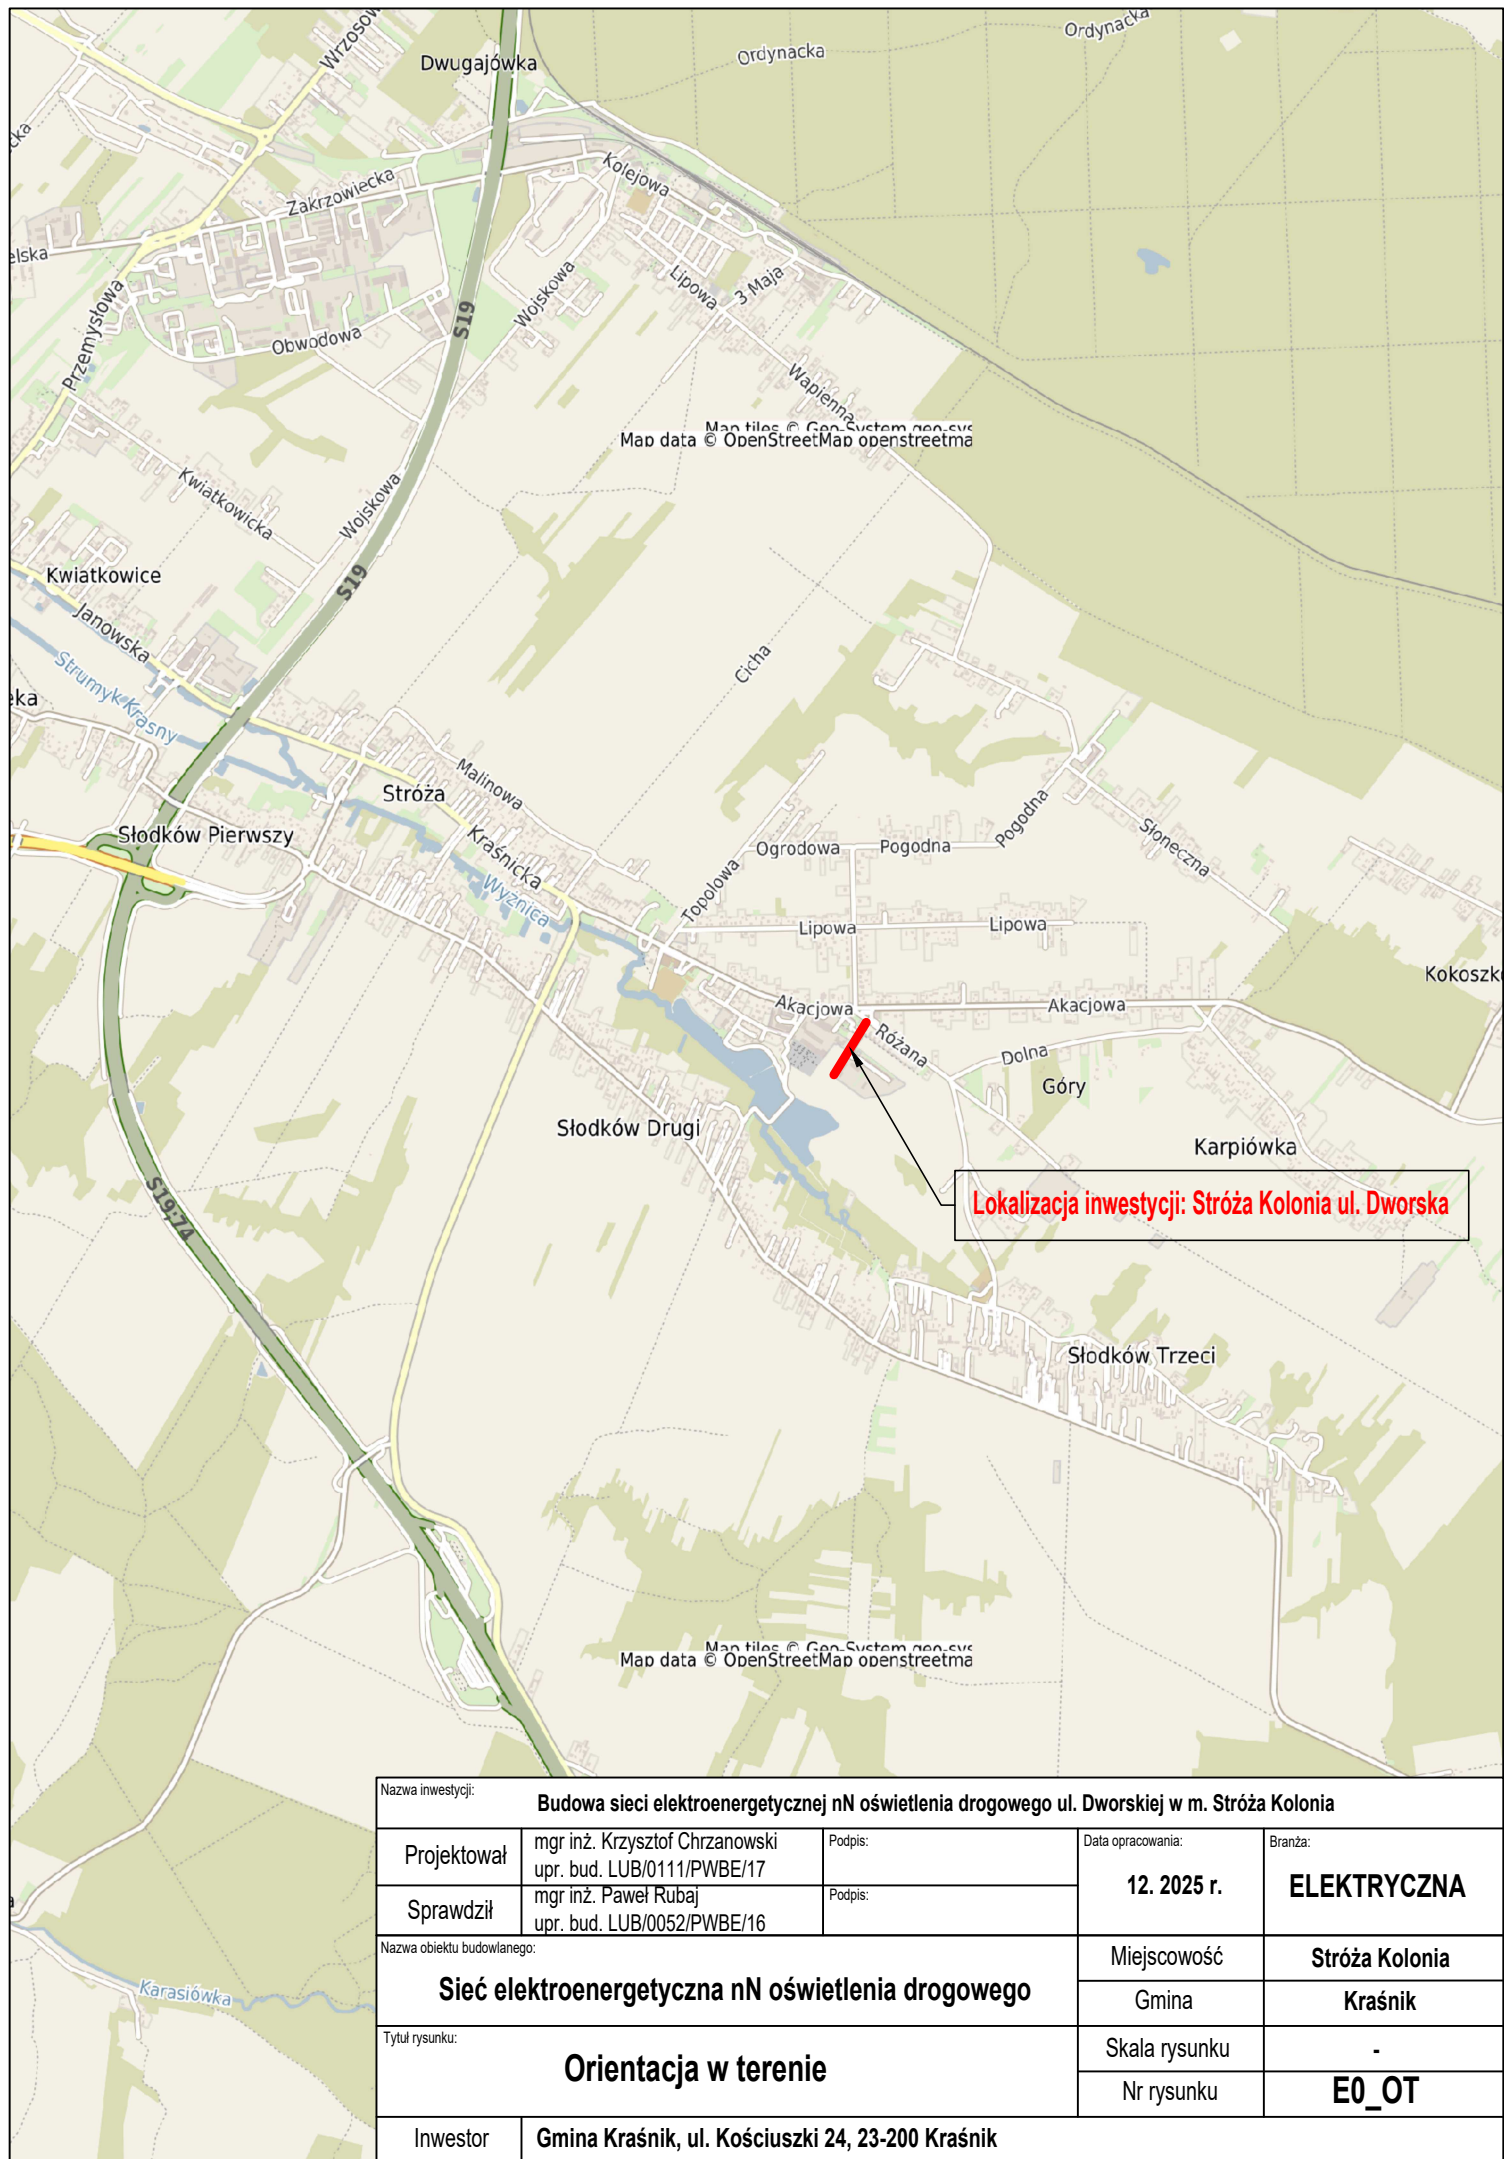 Ordynacka
Ordynacka
Dwugajówka
Zakrzowiecka
Kolejowa
Lipowa
3 Maja
Wojskowa
S19
Przemysłowa
Obwodowa
Wapienna
Map data © OpenStreetMap openstreetma
Kwiatkowicka
Wojskowa
S19
Kwiatkowice
Janowska
Strumyk Krasny
Cicha
Malinowa
Stróża
Słodków Pierwszy
Kraśnicka
Wyżnica
Topolowa
Ogrodowa
Pogodna
Pogodna
Słoneczna
Lipowa
Lipowa
Akacjowa
Akacjowa
Różana
Dolna
Góry
Słodków Drugi
Karpiówka
S19;74
Lokalizacja inwestycji: Stróża Kolonia ul. Dworska
Słodków Trzeci
Map data © OpenStreetMap openstreetma
Karasiówka
Nazwa inwestycji:
Budowa sieci elektroenergetycznej nN oświetlenia drogowego ul. Dworskiej w m. Stróża Kolonia
Projektował
mgr inż. Krzysztof Chrzanowski
upr. bud. LUB/0111/PWBE/17
Podpis:
Data opracowania:
12. 2025 r.
Branża:
ELEKTRYCZNA
Sprawdził
mgr inż. Paweł Rubaj
upr. bud. LUB/0052/PWBE/16
Podpis:
Nazwa obiektu budowlanego:
Sieć elektroenergetyczna nN oświetlenia drogowego
Miejscowość
Stróża Kolonia
Gmina
Kraśnik
Tytuł rysunku:
Orientacja w terenie
Skala rysunku
-
Nr rysunku
E0_OT
Inwestor
Gmina Kraśnik, ul. Kościuszki 24, 23-200 Kraśnik